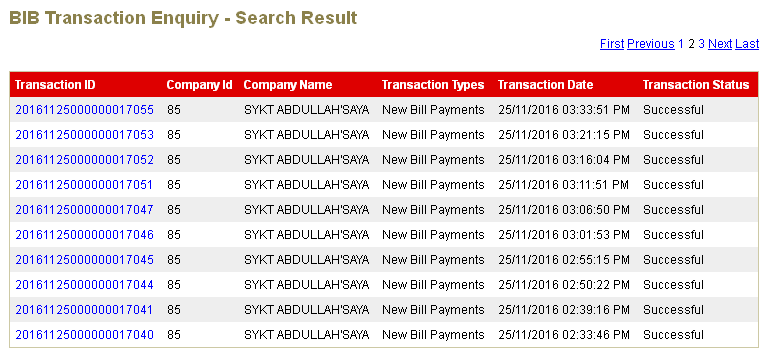 BIB Transaction Enquiry - Search Result
First Previous 1 2 3 Next Last
Transaction ID Company Id Company Name Transaction Types Transaction Date Transaction Status
20161125000000017055 85 SYKT ABDULLAH'SAYA New Bill Payments 25/11/2016 03:33:51 PM Successful
20161125000000017053 85 SYKT ABDULLAH'SAYA New Bill Payments 25/11/2016 03:21:15 PM Successful
20161125000000017052 85 SYKT ABDULLAH'SAYA New Bill Payments 25/11/2016 03:16:04 PM Successful
20161125000000017051 85 SYKT ABDULLAH'SAYA New Bill Payments 25/11/2016 03:11:51 PM Successful
20161125000000017047 85 SYKT ABDULLAH'SAYA New Bill Payments 25/11/2016 03:06:50 PM Successful
20161125000000017046 85 SYKT ABDULLAH'SAYA New Bill Payments 25/11/2016 03:01:53 PM Successful
20161125000000017045 85 SYKT ABDULLAH'SAYA New Bill Payments 25/11/2016 02:55:15 PM Successful
20161125000000017044 85 SYKT ABDULLAH'SAYA New Bill Payments 25/11/2016 02:50:22 PM Successful
20161125000000017041 85 SYKT ABDULLAH'SAYA New Bill Payments 25/11/2016 02:39:16 PM Successful
20161125000000017040 85 SYKT ABDULLAH'SAYA New Bill Payments 25/11/2016 02:33:46 PM Successful